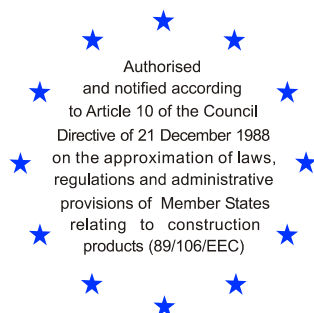 Authorised
and notified according
to Article 10 of the Council
Directive of 21 December 1988
on the approximation of laws,
regulations and administrative
provisions of Member States
relating to construction
products (89/106/EEC)